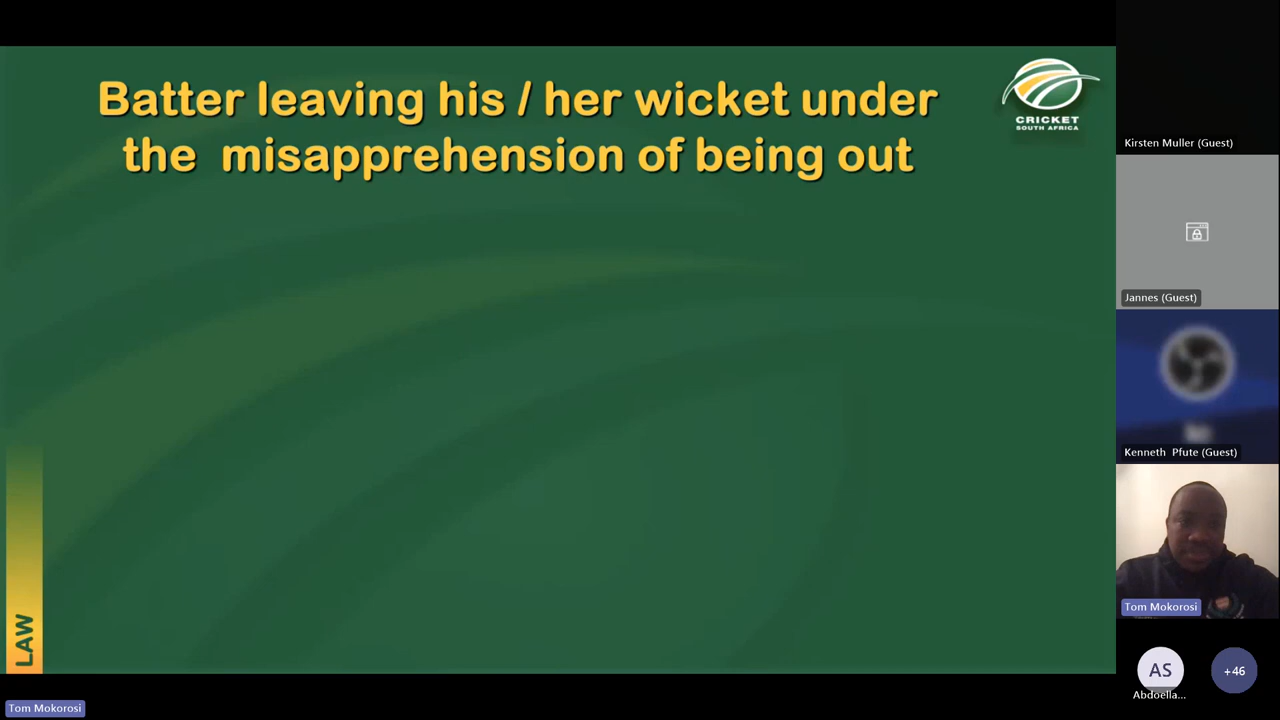 Batter leaving his / her wicket under
the misapprehension of being out
CRICKET
SOUTH AFRICA
LAW
Tom Mokorosi
Kirsten Muller (Guest)
Jannes (Guest)
Kenneth Pfute (Guest)
Tom Mokorosi
AS
Abdoella...
+46